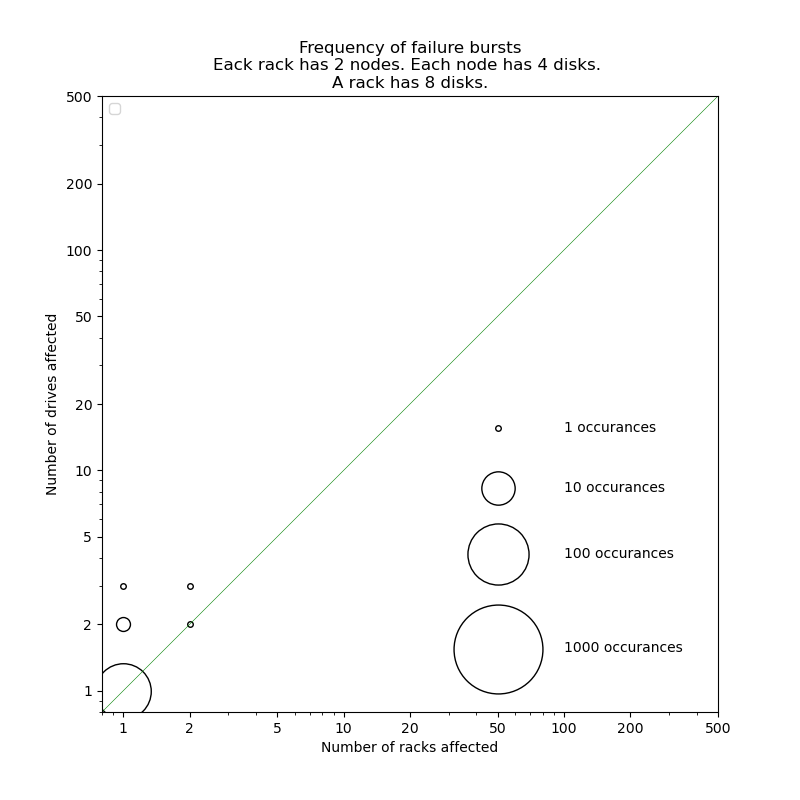 Frequency of failure bursts
Each rack has 2 nodes. Each node has 4 disks.
A rack has 8 disks.
500
200
100
50
20
10
5
2
1
Number of drives affected
1 occurances
10 occurances
100 occurances
1000 occurances
1 2 5 10 20 50 100 200 500
Number of racks affected